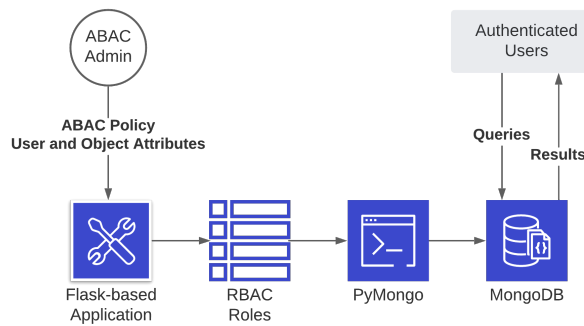 ABAC
Admin
Authenticated
Users
ABAC Policy
User and Object Attributes
Queries
Results
Flask-based
Application
RBAC
Roles
PyMongo
MongoDB